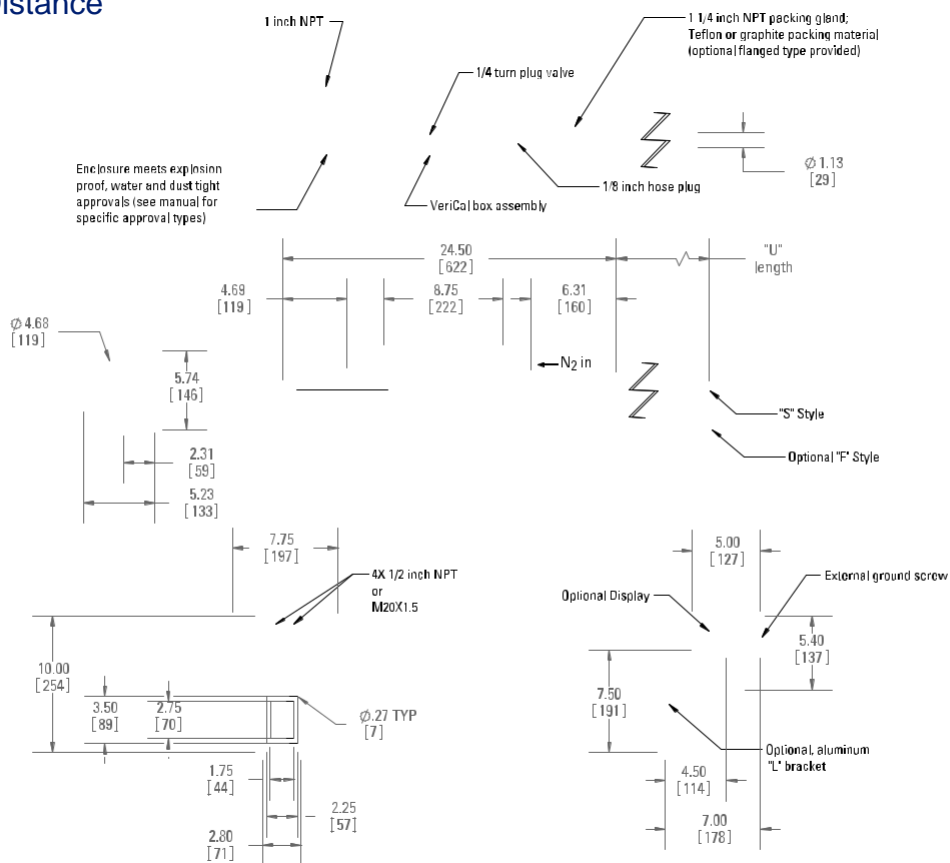 Distance
1 inch NPT
1 1/4 inch NPT packing gland;
Teflon or graphite packing material
(optional flanged type provided)
1/4 turn plug valve
Enclosure meets explosion
proof, water and dust tight
approvals (see manual for
specific approval types)
VeriCal box assembly
1/8 inch hose plug
Ø 1.13
[29]
24.50
[622]
"U"
length
4.69
[119]
8.75
[222]
6.31
[160]
Ø 4.68
[119]
N2 in
5.74
[146]
"S" Style
Optional "F" Style
2.31
[59]
5.23
[133]
7.75
[197]
4X 1/2 inch NPT
or
M20X1.5
5.00
[127]
External ground screw
Optional Display
5.40
[137]
10.00
[254]
7.50
[191]
3.50
[89]
2.75
[70]
Ø.27 TYP
[7]
Optional, aluminum
"L" bracket
1.75
[44]
4.50
[114]
2.25
[57]
7.00
[178]
2.80
[71]